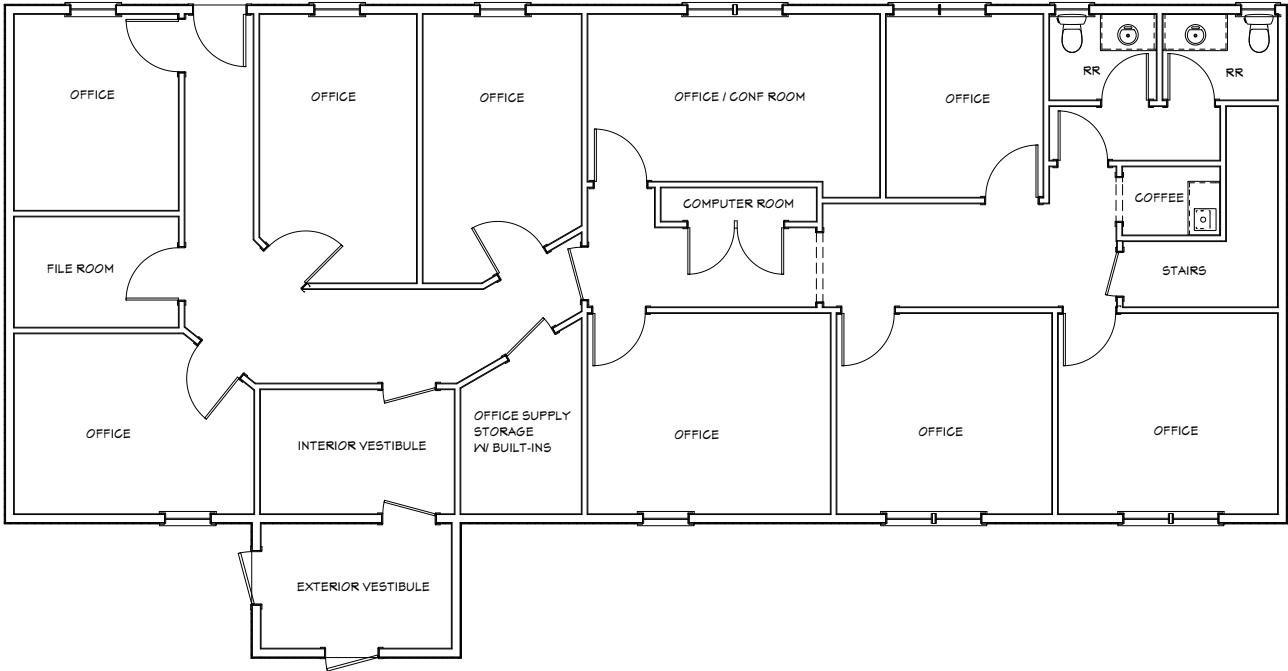 RR
RR
OFFICE
OFFICE
OFFICE
OFFICE / CONF ROOM
OFFICE
COFFEE
COMPUTER ROOM
FILE ROOM
STAIRS
OFFICE
INTERIOR VESTIBULE
OFFICE SUPPLY
STORAGE
W/ BUILT-INS
OFFICE
OFFICE
OFFICE
EXTERIOR VESTIBULE